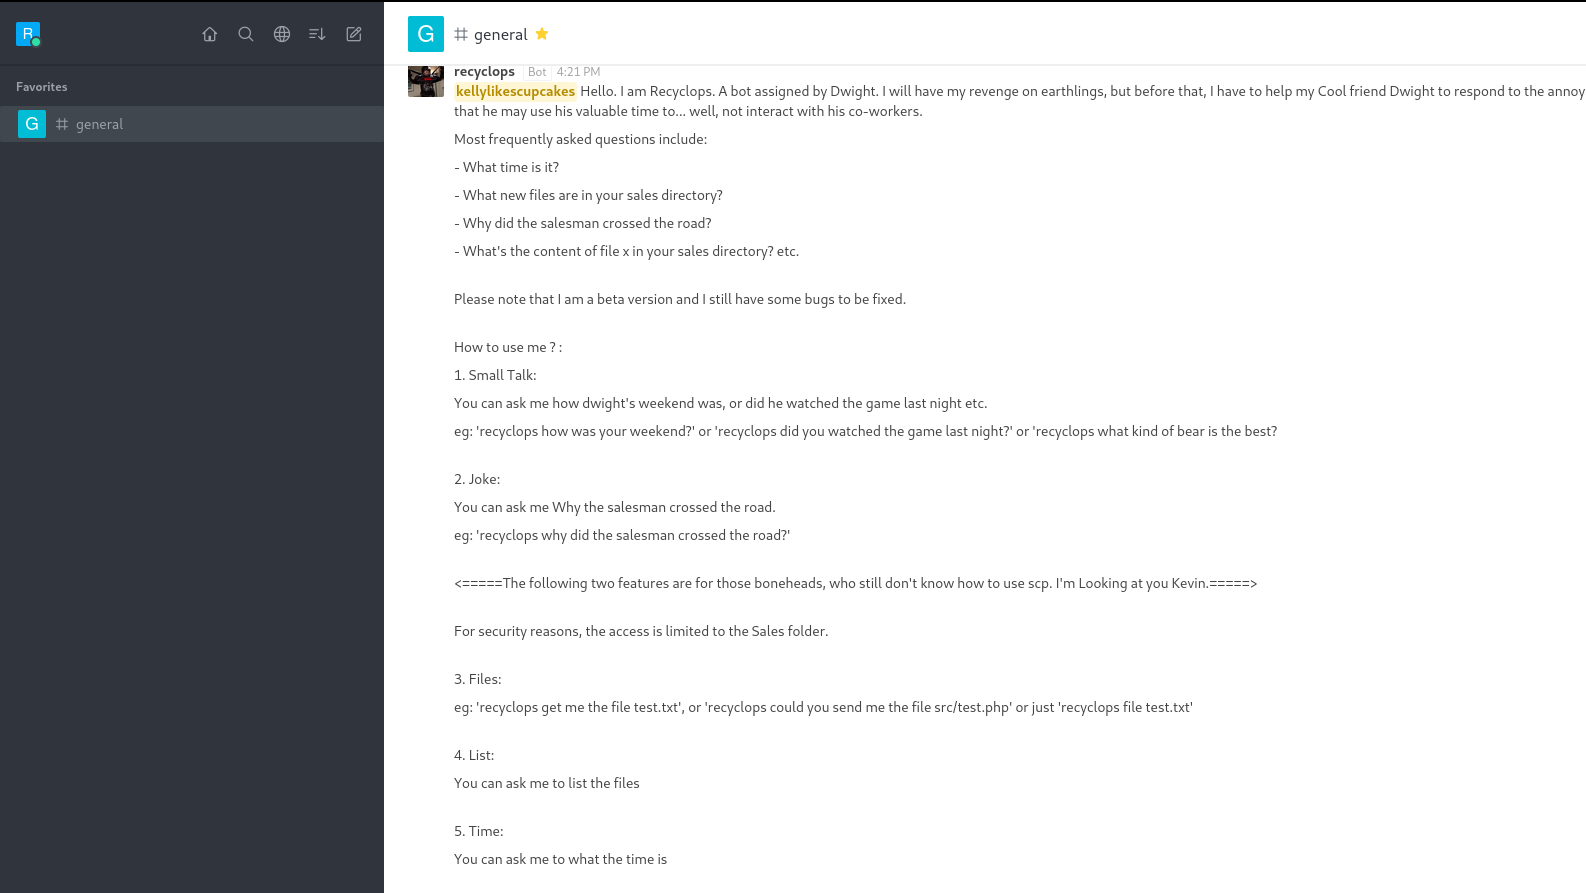 R
Favorites
G general
G general
recyclops Bot 4:21 PM
kellylikescupcakes Hello. I am Recyclops. A bot assigned by Dwight. I will have my revenge on earthlings, but before that, I have to help my Cool friend Dwight to respond to the annoy
that he may use his valuable time to... well, not interact with his co-workers.
Most frequently asked questions include:
- What time is it?
- What new files are in your sales directory?
- Why did the salesman crossed the road?
- What's the content of file x in your sales directory? etc.
Please note that I am a beta version and I still have some bugs to be fixed.
How to use me ? :
1. Small Talk:
You can ask me how dwight's weekend was, or did he watched the game last night etc.
eg: 'recyclops how was your weekend?' or 'recyclops did you watched the game last night?' or 'recyclops what kind of bear is the best?
2. Joke:
You can ask me Why the salesman crossed the road.
eg: 'recyclops why did the salesman crossed the road?'
<=====The following two features are for those boneheads, who still don't know how to use scp. I'm Looking at you Kevin.=====>
For security reasons, the access is limited to the Sales folder.
3. Files:
eg: 'recyclops get me the file test.txt', or 'recyclops could you send me the file src/test.php' or just 'recyclops file test.txt'
4. List:
You can ask me to list the files
5. Time:
You can ask me to what the time is